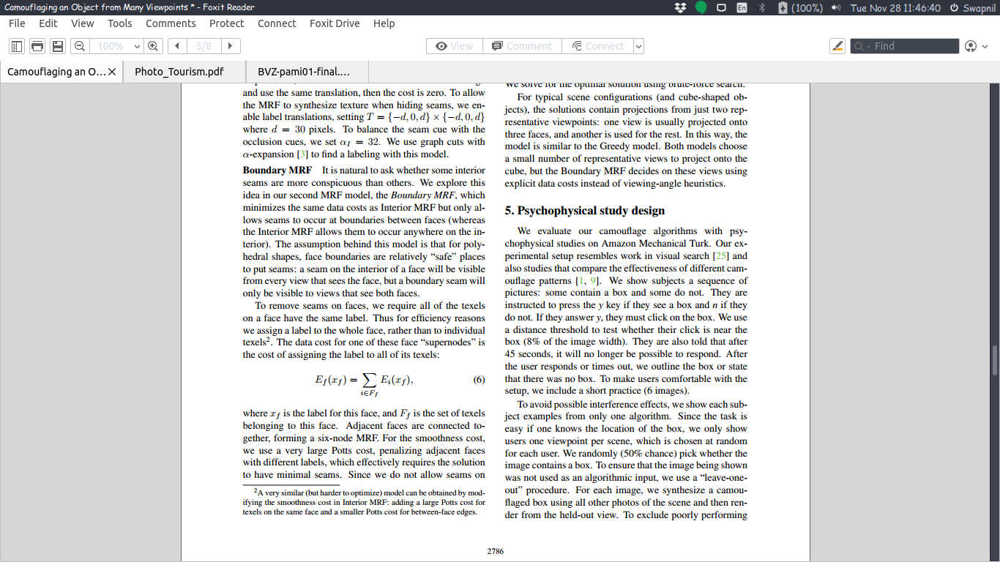 Camouflaging an Object from Many Viewpoints * - Foxit Reader
En
(100%)
Tue Nov 28 11:46:40
Swapnil
File Edit View Tools Comments Protect Connect Foxit Drive Help
100%
5/8
View
Comment
Connect
Find
Camouflaging an O...
Photo_Tourism.pdf
BVZ-pami01-final....
and use the same translation, then the cost is zero. To allow
the MRF to synthesize texture when hiding seams, we en-
able label translations, setting T = {−d, 0, d} × {−d, 0, d}
where d = 30 pixels. To balance the seam cue with the
occlusion cues, we set α_I = 32. We use graph cuts with
α-expansion [3] to find a labeling with this model.
Boundary MRF It is natural to ask whether some interior
seams are more conspicuous than others. We explore this
idea in our second MRF model, the Boundary MRF, which
minimizes the same data costs as Interior MRF but only al-
lows seams to occur at boundaries between faces (whereas
the Interior MRF allows them to occur anywhere on the in-
terior). The assumption behind this model is that for poly-
hedral shapes, face boundaries are relatively “safe” places
to put seams: a seam on the interior of a face will be visible
from every view that sees the face, but a boundary seam will
only be visible to views that see both faces.
To remove seams on faces, we require all of the texels
on a face have the same label. Thus for efficiency reasons
we assign a label to the whole face, rather than to individual
texels². The data cost for one of these face “supernodes” is
the cost of assigning the label to all of its texels:
E_f(x_f) = ∑_{i∈F_f} E_i(x_f), (6)
where x_f is the label for this face, and F_f is the set of texels
belonging to this face. Adjacent faces are connected to-
gether, forming a six-node MRF. For the smoothness cost,
we use a very large Potts cost, penalizing adjacent faces
with different labels, which effectively requires the solution
to have minimal seams. Since we do not allow seams on
²A very similar (but harder to optimize) model can be obtained by mod-
ifying the smoothness cost in Interior MRF: adding a large Potts cost for
texels on the same face and a smaller Potts cost for between-face edges.
We solve for the optimal solution using brute-force search.
For typical scene configurations (and cube-shaped ob-
jects), the solutions contain projections from just two rep-
resentative viewpoints: one view is usually projected onto
three faces, and another is used for the rest. In this way, the
model is similar to the Greedy model. Both models choose
a small number of representative views to project onto the
cube, but the Boundary MRF decides on these views using
explicit data costs instead of viewing-angle heuristics.
5. Psychophysical study design
We evaluate our camouflage algorithms with psy-
chophysical studies on Amazon Mechanical Turk. Our ex-
perimental setup resembles work in visual search [25] and
also studies that compare the effectiveness of different cam-
ouflage patterns [1, 9]. We show subjects a sequence of
pictures: some contain a box and some do not. They are
instructed to press the y key if they see a box and n if they
do not. If they answer y, they must click on the box. We use
a distance threshold to test whether their click is near the
box (8% of the image width). They are also told that after
45 seconds, it will no longer be possible to respond. After
the user responds or times out, we outline the box or state
that there was no box. To make users comfortable with the
setup, we include a short practice (6 images).
To avoid possible interference effects, we show each sub-
ject examples from only one algorithm. Since the task is
easy if one knows the location of the box, we only show
users one viewpoint per scene, which is chosen at random
for each user. We randomly (50% chance) pick whether the
image contains a box. To ensure that the image being shown
was not used as an algorithmic input, we use a “leave-one-
out” procedure. For each image, we synthesize a camou-
flaged box using all other photos of the scene and then ren-
der from the held-out view. To exclude poorly performing
2786